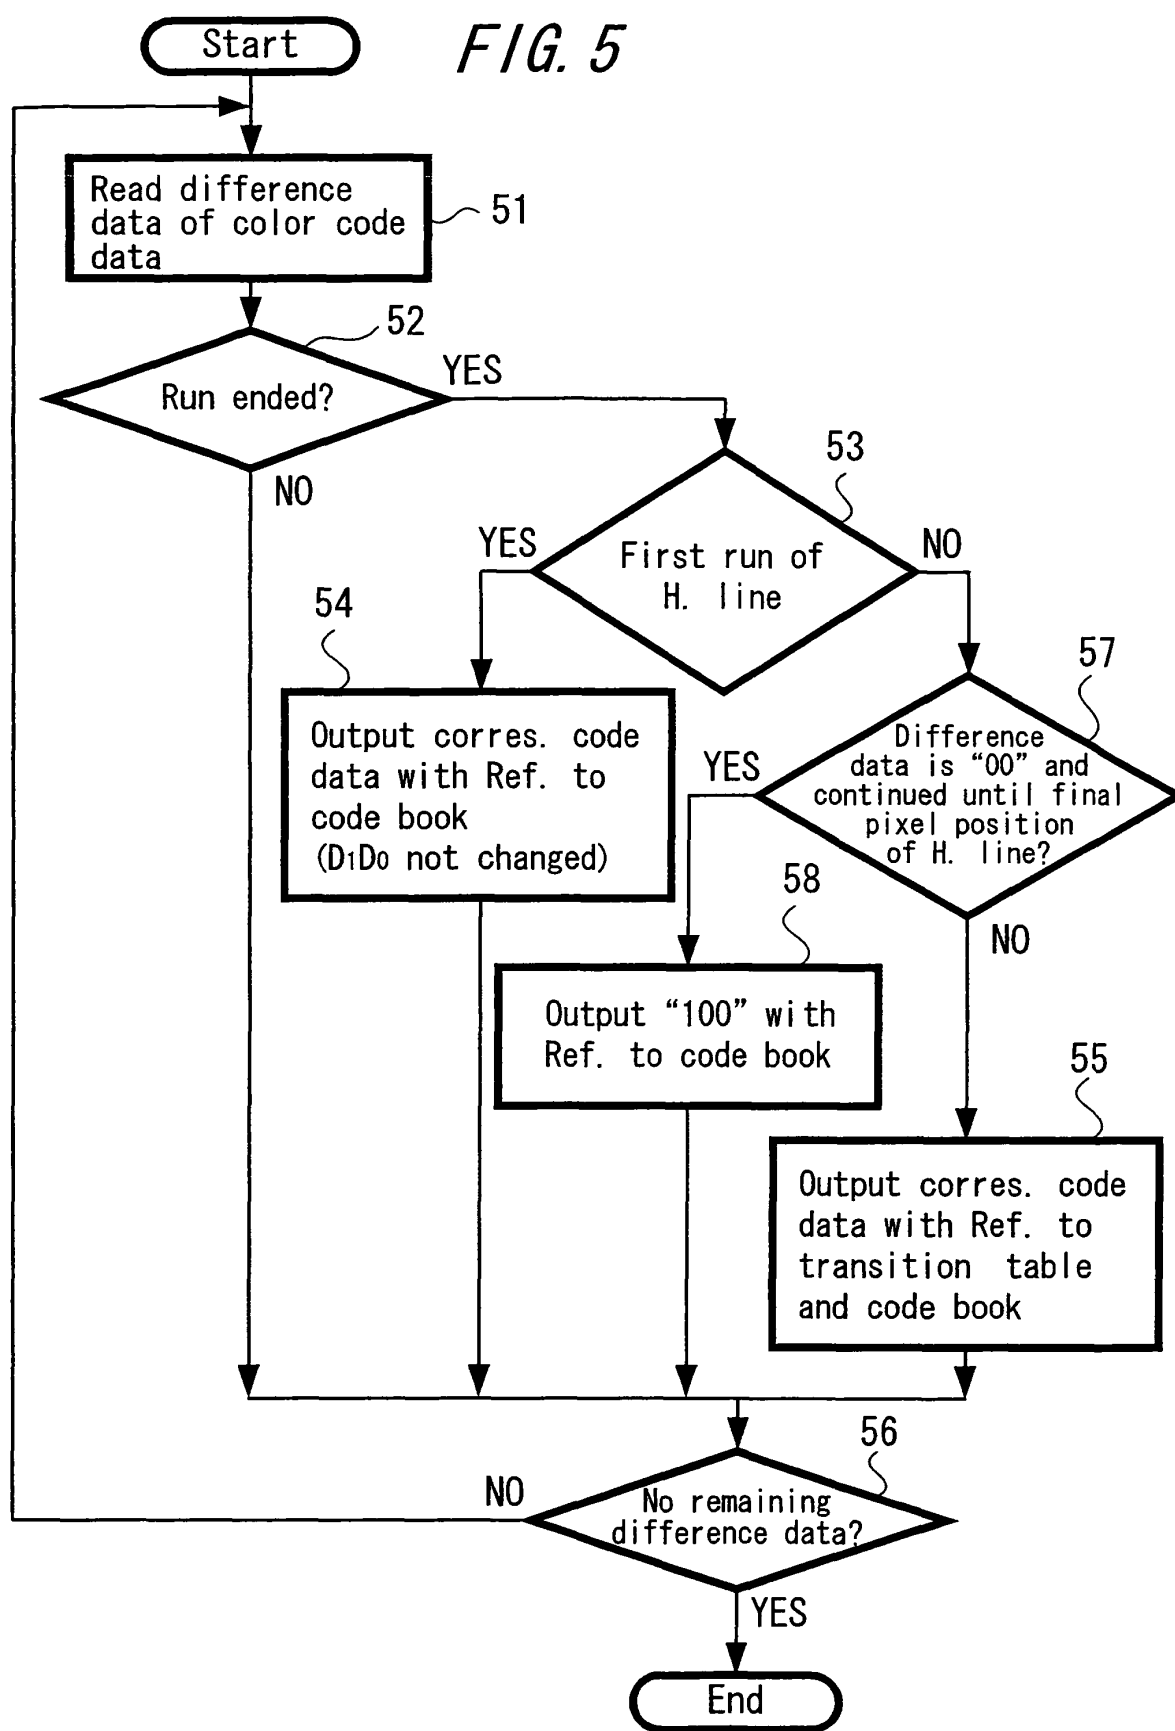 Start
FIG. 5
Read difference
data of color code
data
51
52
Run ended?
YES
NO
53
First run of
H. line
YES
NO
54
Output corres. code
data with Ref. to
code book
(D1D0 not changed)
57
Difference
data is “00” and
continued until final
pixel position
of H. line?
YES
NO
58
Output “100” with
Ref. to code book
55
Output corres. code
data with Ref. to
transition table
and code book
56
No remaining
difference data?
NO
YES
End